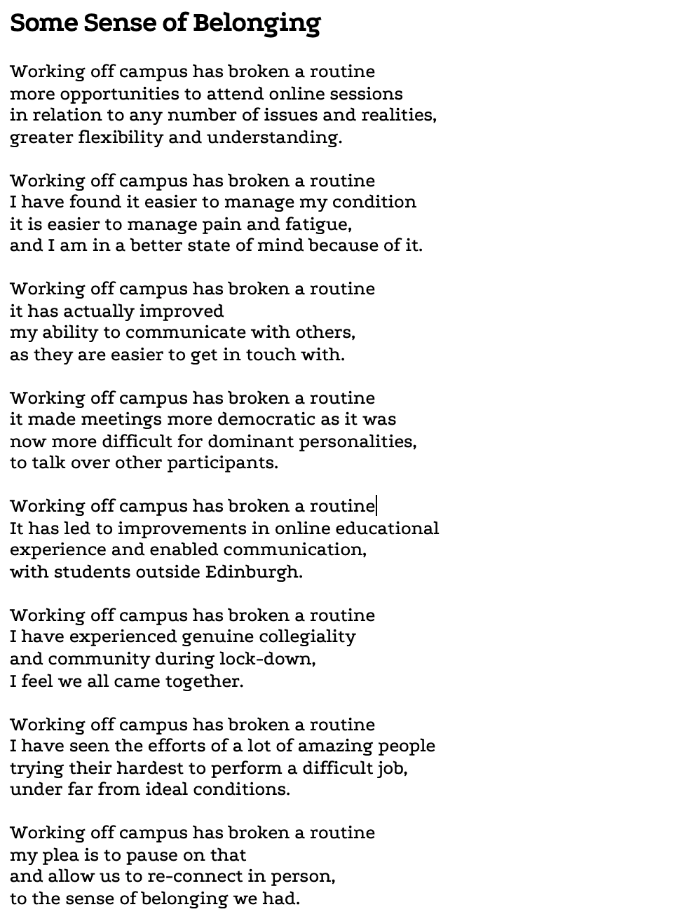 Some Sense of Belonging
Working off campus has broken a routine
more opportunities to attend online sessions
in relation to any number of issues and realities,
greater flexibility and understanding.
Working off campus has broken a routine
I have found it easier to manage my condition
it is easier to manage pain and fatigue,
and I am in a better state of mind because of it.
Working off campus has broken a routine
it has actually improved
my ability to communicate with others,
as they are easier to get in touch with.
Working off campus has broken a routine
it made meetings more democratic as it was
now more difficult for dominant personalities,
to talk over other participants.
Working off campus has broken a routine
It has led to improvements in online educational
experience and enabled communication,
with students outside Edinburgh.
Working off campus has broken a routine
I have experienced genuine collegiality
and community during lock-down,
I feel we all came together.
Working off campus has broken a routine
I have seen the efforts of a lot of amazing people
trying their hardest to perform a difficult job,
under far from ideal conditions.
Working off campus has broken a routine
my plea is to pause on that
and allow us to re-connect in person,
to the sense of belonging we had.